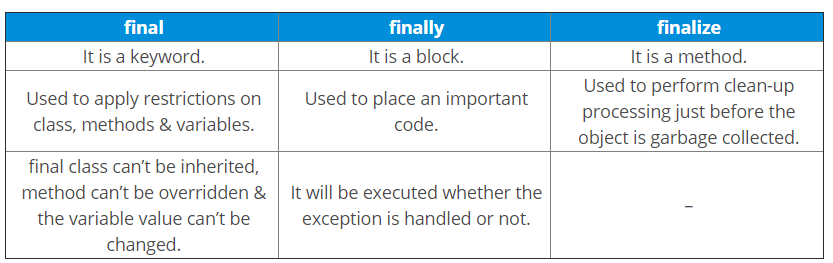 final finally finalize
It is a keyword. It is a block. It is a method.
Used to apply restrictions on
class, methods & variables.
Used to place an important
code.
Used to perform clean-up
processing just before the
object is garbage collected.
final class can’t be inherited,
method can’t be overridden &
the variable value can’t be
changed.
It will be executed whether the
exception is handled or not.
–